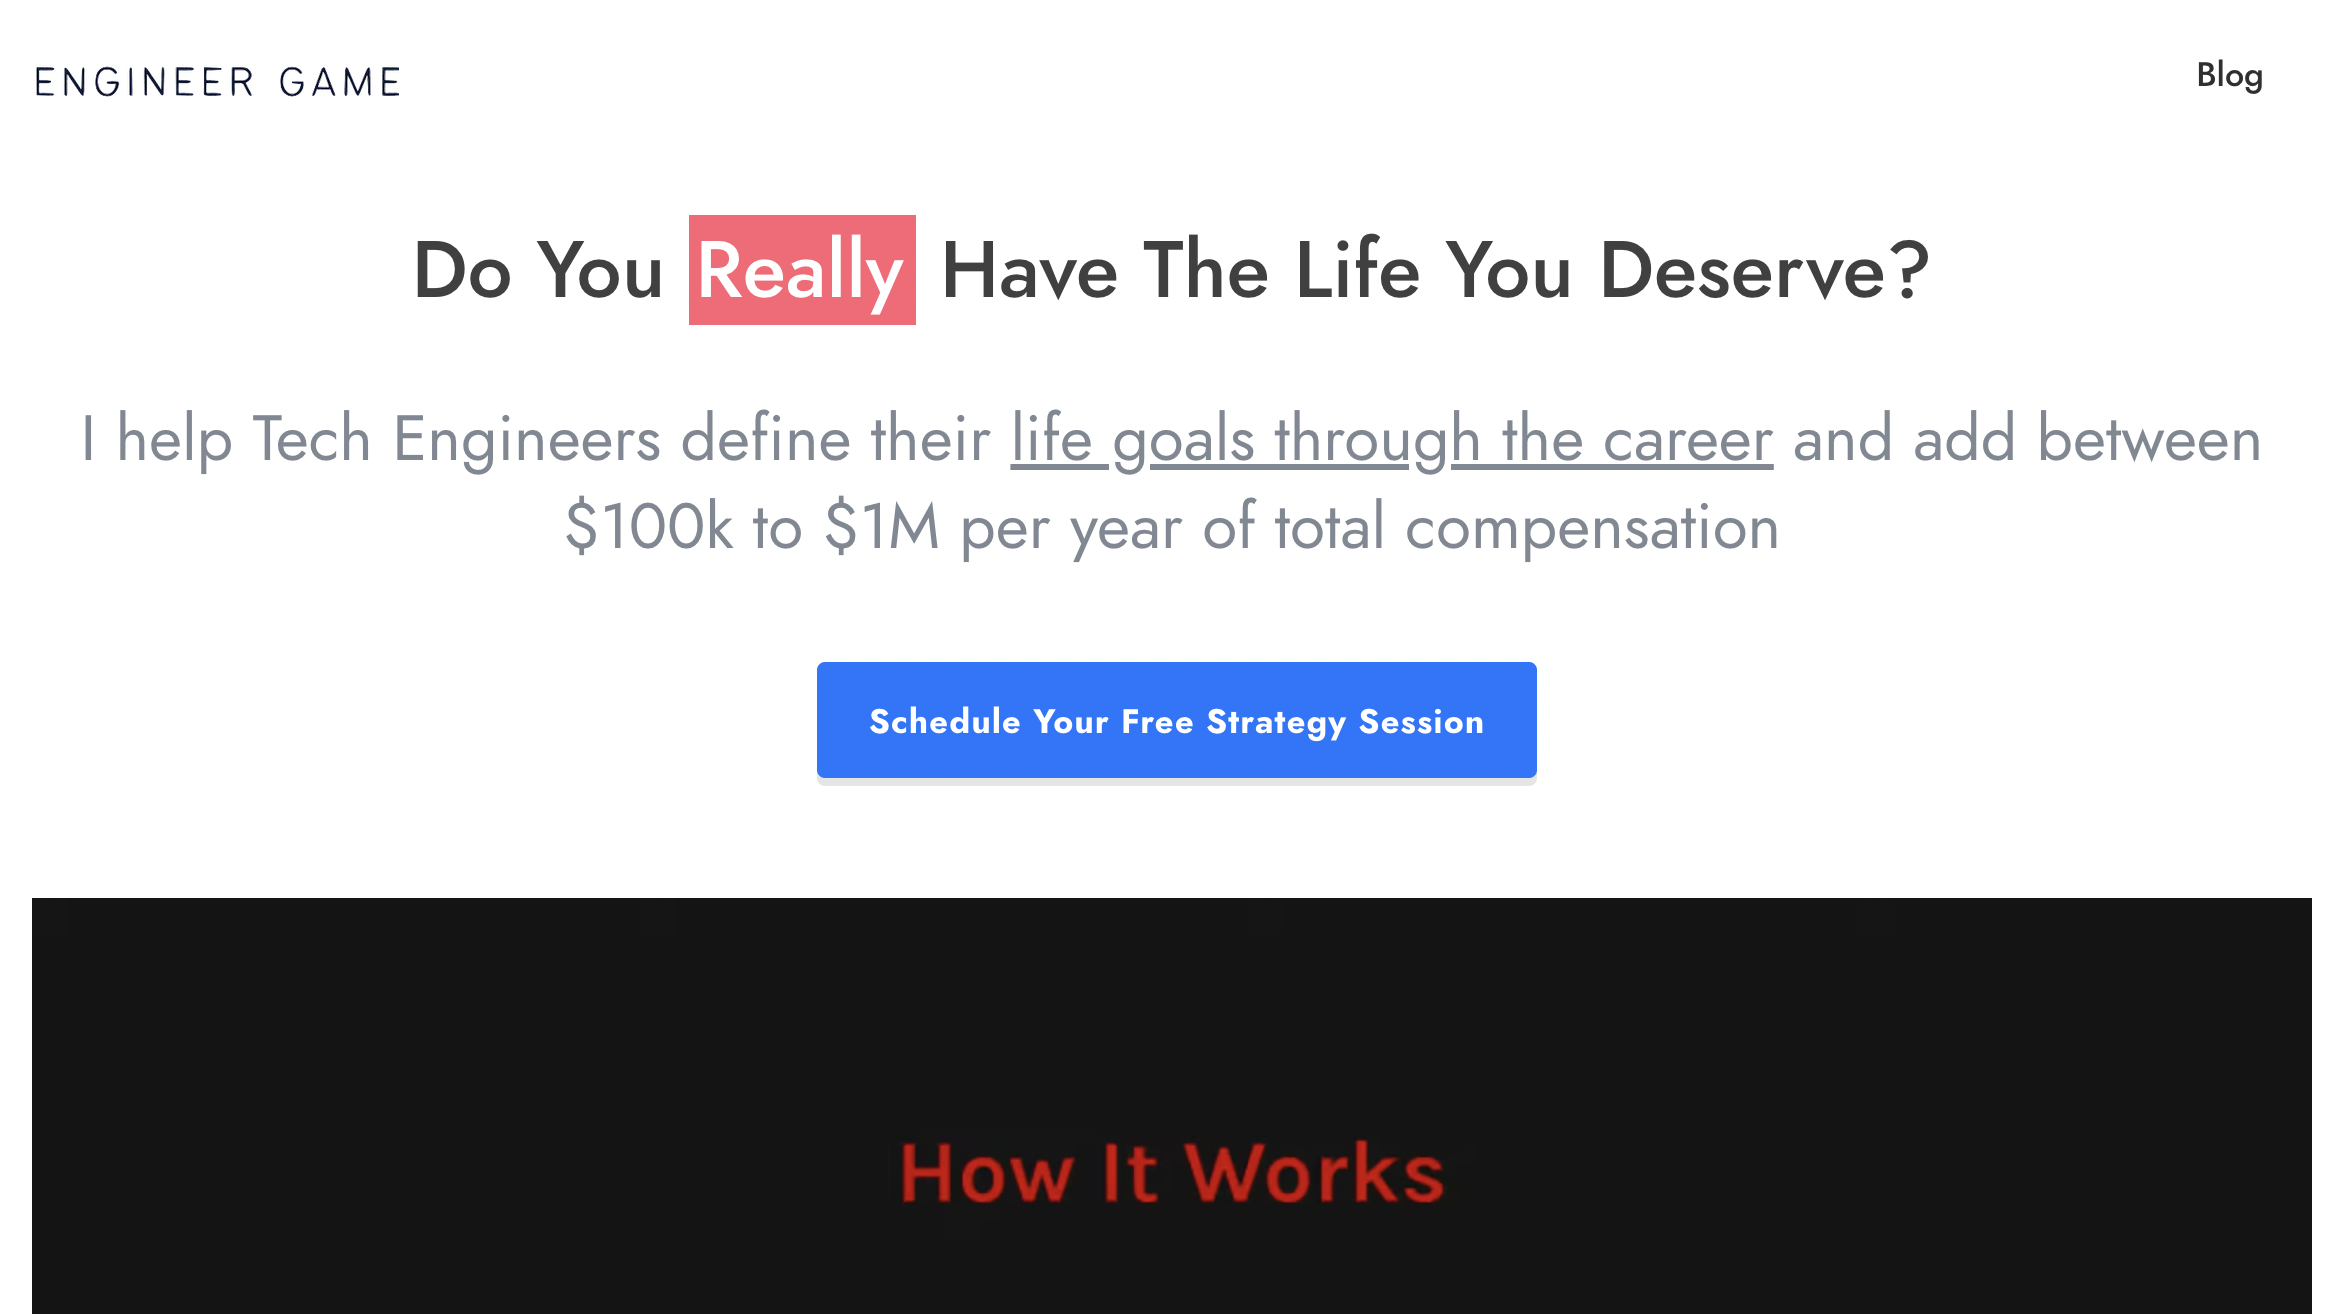 ENGINEER GAME
Blog
Do You Really Have The Life You Deserve?
I help Tech Engineers define their life goals through the career and add between
$100k to $1M per year of total compensation
Schedule Your Free Strategy Session
How It Works